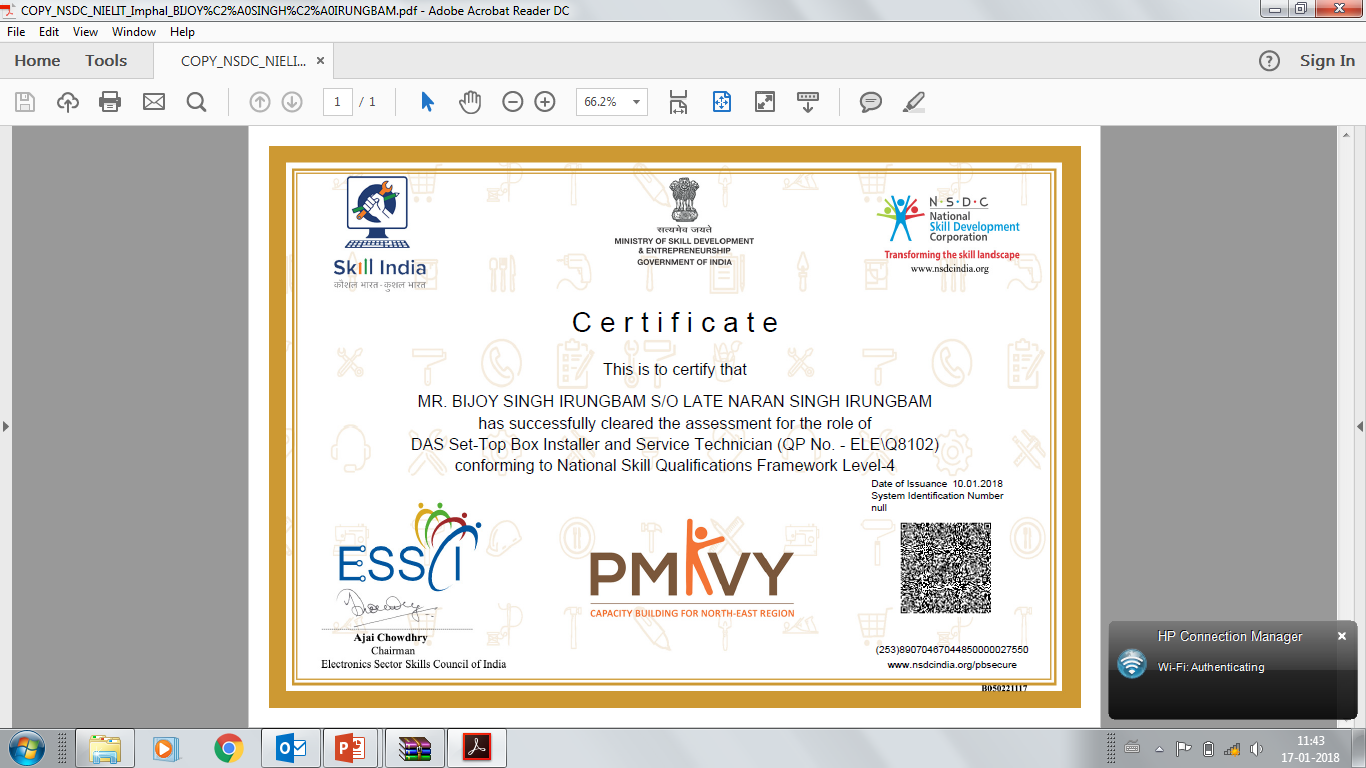 COPY_NSDC_NIELIT_Imphal_BIJOY%C2%A0SINGH%C2%A0IRUNGBAM.pdf - Adobe Acrobat Reader DC
File Edit View Window Help
Home Tools COPY_NSDC_NIELI... × Sign In
1 / 1 66.2%
Skill India
कौशल भारत - कुशल भारत
सत्यमेव जयते
MINISTRY OF SKILL DEVELOPMENT
& ENTREPRENEURSHIP
GOVERNMENT OF INDIA
N·S·D·C
National
Skill Development
Corporation
Transforming the skill landscape
www.nsdcindia.org
Certificate
This is to certify that
MR. BIJOY SINGH IRUNGBAM S/O LATE NARAN SINGH IRUNGBAM
has successfully cleared the assessment for the role of
DAS Set-Top Box Installer and Service Technician (QP No. - ELE\Q8102)
conforming to National Skill Qualifications Framework Level-4
Date of Issuance 10.01.2018
System Identification Number
null
ESSCI
Ajai Chowdhry
Chairman
Electronics Sector Skills Council of India
PMKVY
CAPACITY BUILDING FOR NORTH-EAST REGION
(253)89070467044850000027550
www.nsdcindia.org/pbsecure
B050221117
HP Connection Manager
Wi-Fi: Authenticating
11:43
17-01-2018